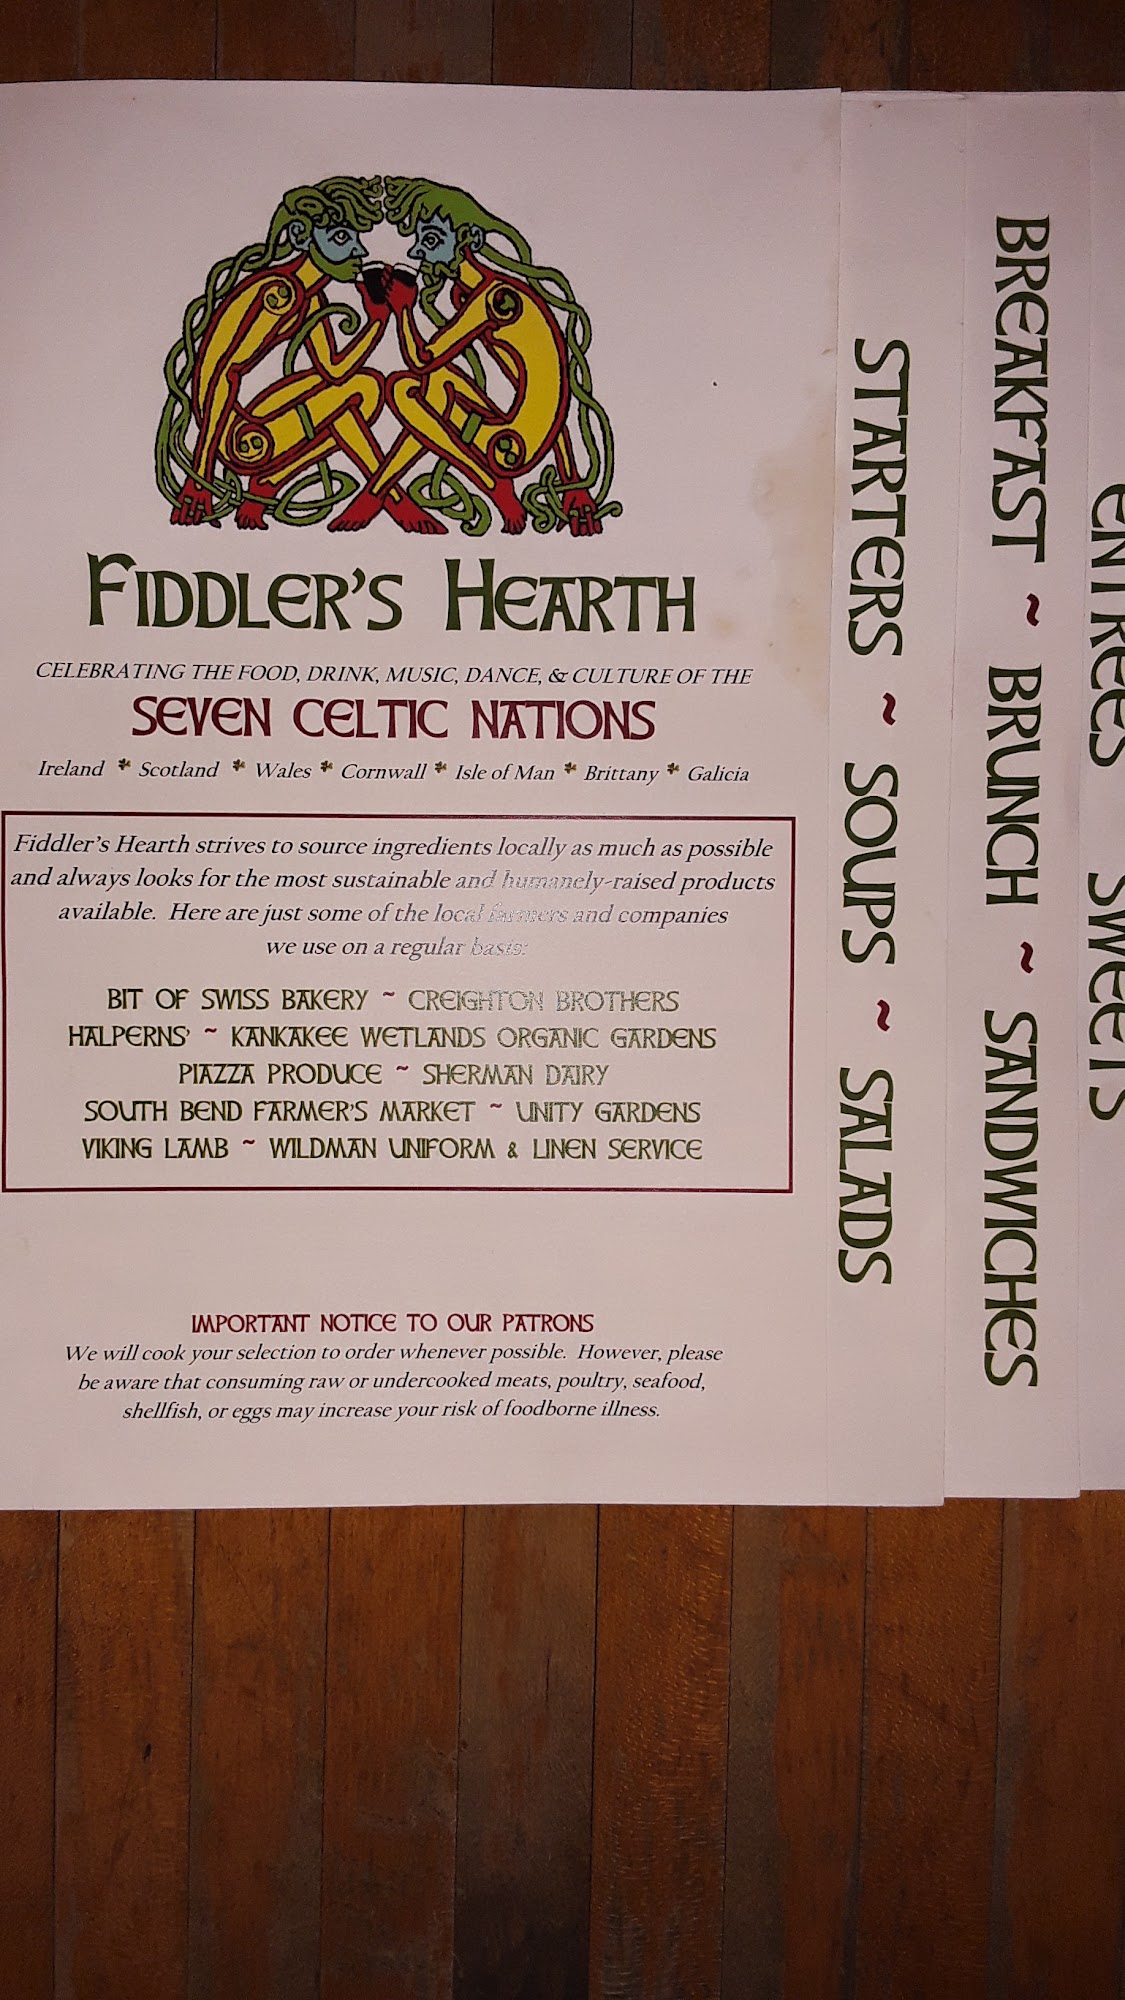 FIDDLER'S HEARTH
CELEBRATING THE FOOD, DRINK, MUSIC, DANCE, & CULTURE OF THE
SEVEN CELTIC NATIONS
Ireland * Scotland * Wales * Cornwall * Isle of Man * Brittany * Galicia
Fiddler's Hearth strives to source ingredients locally as much as possible
and always looks for the most sustainable and humanely-raised products
available. Here are just some of the local farmers and companies
we use on a regular basis:
BIT OF SWISS BAKERY ~ CREIGHTON BROTHERS
HALPERNS' ~ KANKAKEE WETLANDS ORGANIC GARDENS
PIAZZA PRODUCE ~ SHERMAN DAIRY
SOUTH BEND FARMER'S MARKET ~ UNITY GARDENS
VIKING LAMB ~ WILDMAN UNIFORM & LINEN SERVICE
IMPORTANT NOTICE TO OUR PATRONS
We will cook your selection to order whenever possible. However, please
be aware that consuming raw or undercooked meats, poultry, seafood,
shellfish, or eggs may increase your risk of foodborne illness.
STARTERS ~ SOUPS ~ SALADS
BREAKFAST ~ BRUNCH ~ SANDWICHES
ENTREES SWEETS